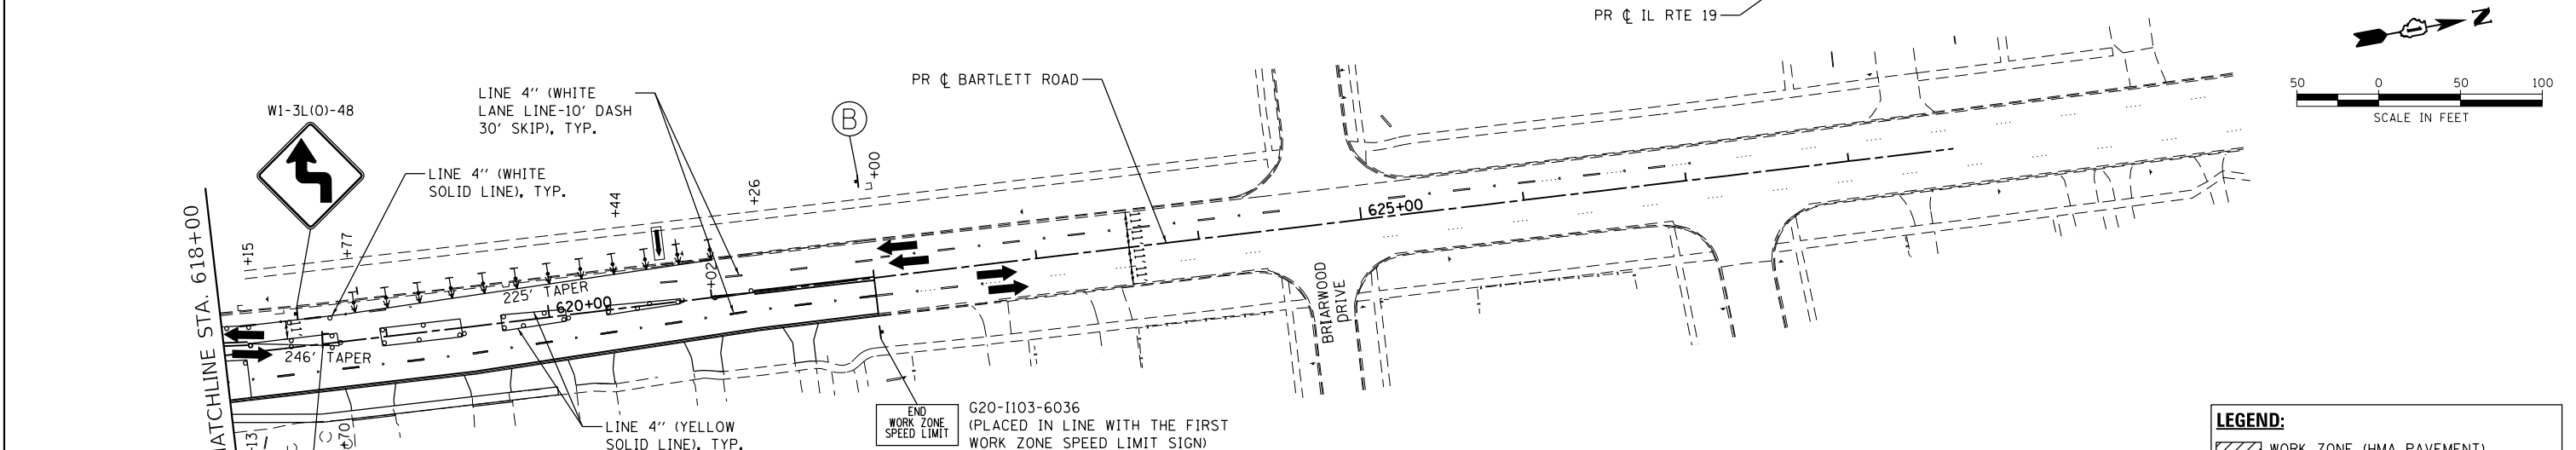 PR ℄ IL RTE 19
N
50 0 50 100
SCALE IN FEET
PR ℄ BARTLETT ROAD
LINE 4'' (WHITE
LANE LINE-10' DASH
30' SKIP), TYP.
W1-3L(O)-48
B
LINE 4'' (WHITE
SOLID LINE), TYP.
+00
+26
+44
+77
+15
MATCHLINE STA. 618+00
625+00
+02
225' TAPER
620+00
246' TAPER
BRIARWOOD
DRIVE
END
WORK ZONE
SPEED LIMIT
G20-I103-6036
(PLACED IN LINE WITH THE FIRST
WORK ZONE SPEED LIMIT SIGN)
LINE 4'' (YELLOW
SOLID LINE), TYP.
+70
-13
LEGEND:
WORK ZONE (HMA PAVEMENT)